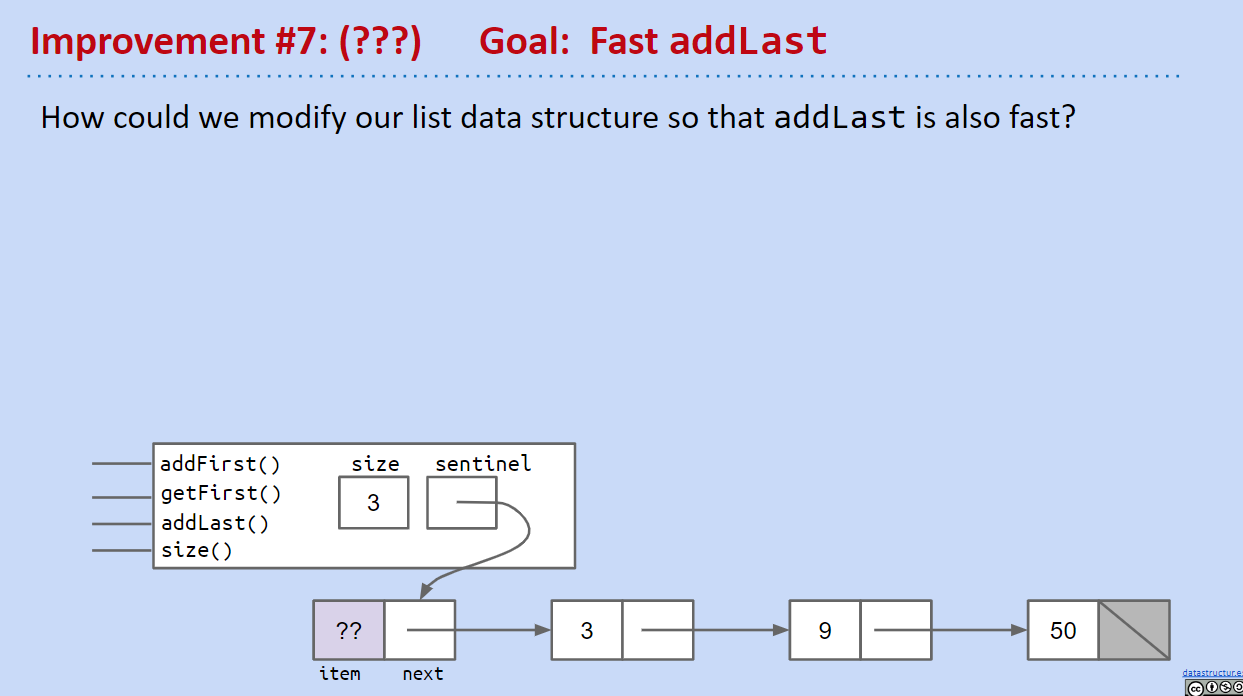 Improvement #7: (???) Goal: Fast addLast
How could we modify our list data structure so that addLast is also fast?
addFirst()
getFirst()
addLast()
size()
size sentinel
3
?? 3 9 50
item next
datastructur.e
cc